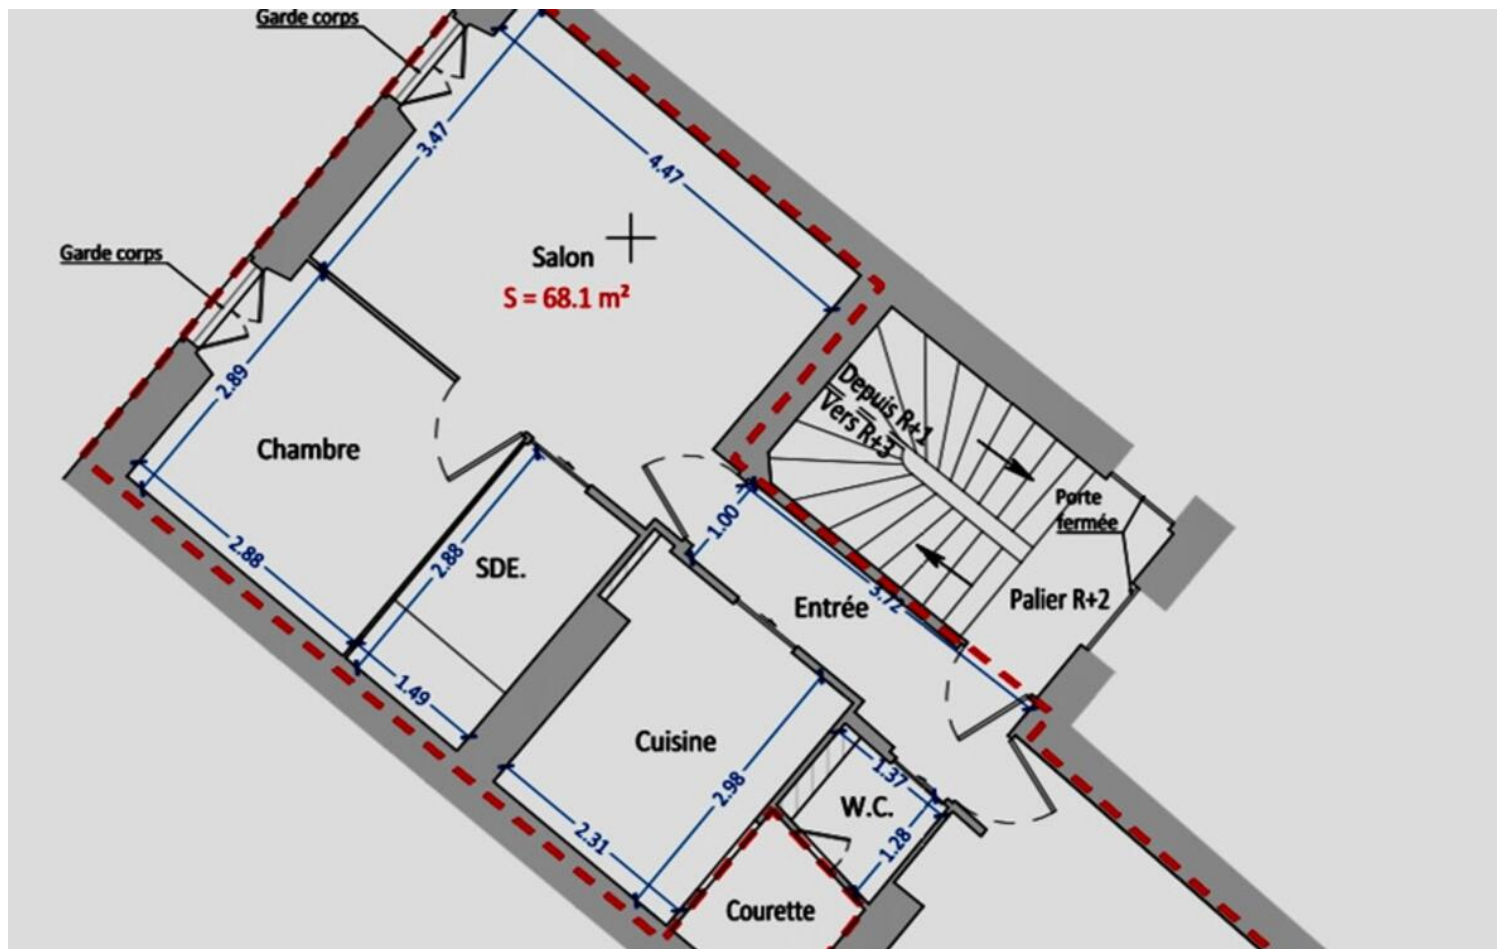 Garde corps
3.47
4.47
Garde corps
Salon
S = 68.1 m²
2.89
Depuis R+1
Vers R+3
Chambre
Porte
fermée
1.00
2.88
2.88
SDE.
3.72
Entrée
Palier R+2
1.49
Cuisine
1.37
2.98
W.C.
2.31
1.28
Courette